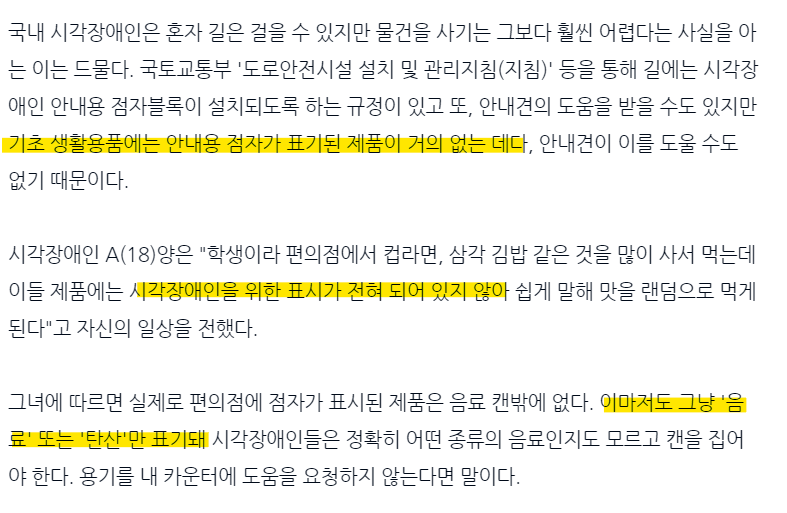 국내 시각장애인은 혼자 길은 걸을 수 있지만 물건을 사기는 그보다 훨씬 어렵다는 사실을 아
는 이는 드물다. 국토교통부 '도로안전시설 설치 및 관리지침(지침)' 등을 통해 길에는 시각장
애인 안내용 점자블록이 설치되도록 하는 규정이 있고 또, 안내견의 도움을 받을 수도 있지만
기초 생활용품에는 안내용 점자가 표기된 제품이 거의 없는 데다, 안내견이 이를 도울 수도
없기 때문이다.
시각장애인 A(18)양은 "학생이라 편의점에서 컵라면, 삼각 김밥 같은 것을 많이 사서 먹는데
이들 제품에는 시각장애인을 위한 표시가 전혀 되어 있지 않아 쉽게 말해 맛을 랜덤으로 먹게
된다"고 자신의 일상을 전했다.
그녀에 따르면 실제로 편의점에 점자가 표시된 제품은 음료 캔밖에 없다. 이마저도 그냥 '음
료' 또는 '탄산'만 표기돼 시각장애인들은 정확히 어떤 종류의 음료인지도 모르고 캔을 집어
야 한다. 용기를 내 카운터에 도움을 요청하지 않는다면 말이다.